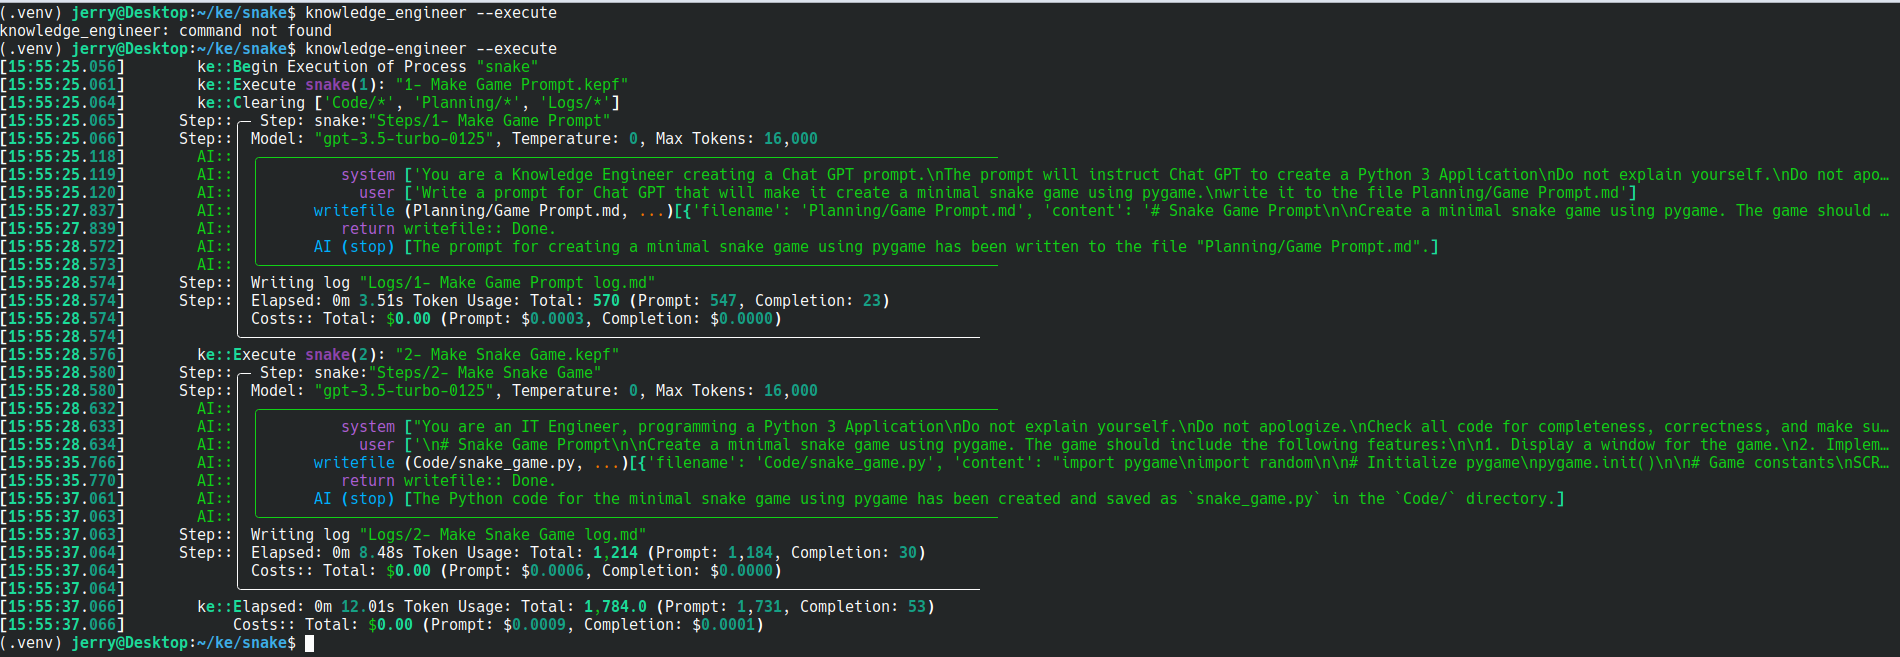 (.venv) jerry@Desktop:~/ke/snake$ knowledge_engineer --execute
knowledge_engineer: command not found
(.venv) jerry@Desktop:~/ke/snake$ knowledge-engineer --execute
[15:55:25.056] ke::Begin Execution of Process "snake"
[15:55:25.061] ke::Execute snake(1): "1- Make Game Prompt.kepf"
[15:55:25.064] ke::Clearing ['Code/*', 'Planning/*', 'Logs/*']
[15:55:25.065] Step:: Step: snake:"Steps/1- Make Game Prompt"
[15:55:25.066] Step:: Model: "gpt-3.5-turbo-0125", Temperature: 0, Max Tokens: 16,000
[15:55:25.118] AI::
[15:55:25.119] AI:: system ['You are a Knowledge Engineer creating a Chat GPT prompt.\nThe prompt will instruct Chat GPT to create a Python 3 Application\nDo not explain yourself.\nDo not apo…
[15:55:25.120] AI:: user ['Write a prompt for Chat GPT that will make it create a minimal snake game using pygame.\nwrite it to the file Planning/Game Prompt.md']
[15:55:27.837] AI:: writefile (Planning/Game Prompt.md, ...)[{'filename': 'Planning/Game Prompt.md', 'content': '# Snake Game Prompt\n\nCreate a minimal snake game using pygame. The game should …
[15:55:27.839] AI:: return writefile:: Done.
[15:55:28.572] AI:: AI (stop) [The prompt for creating a minimal snake game using pygame has been written to the file "Planning/Game Prompt.md".]
[15:55:28.573] AI::
[15:55:28.574] Step:: Writing log "Logs/1- Make Game Prompt log.md"
[15:55:28.574] Step:: Elapsed: 0m 3.51s Token Usage: Total: 570 (Prompt: 547, Completion: 23)
[15:55:28.574] Costs:: Total: $0.00 (Prompt: $0.0003, Completion: $0.0000)
[15:55:28.574]
[15:55:28.576] ke::Execute snake(2): "2- Make Snake Game.kepf"
[15:55:28.580] Step:: Step: snake:"Steps/2- Make Snake Game"
[15:55:28.580] Step:: Model: "gpt-3.5-turbo-0125", Temperature: 0, Max Tokens: 16,000
[15:55:28.632] AI::
[15:55:28.633] AI:: system ["You are an IT Engineer, programming a Python 3 Application\nDo not explain yourself.\nDo not apologize.\nCheck all code for completeness, correctness, and make su…
[15:55:28.634] AI:: user ['\n# Snake Game Prompt\n\nCreate a minimal snake game using pygame. The game should include the following features:\n\n1. Display a window for the game.\n2. Implem…
[15:55:35.766] AI:: writefile (Code/snake_game.py, ...)[{'filename': 'Code/snake_game.py', 'content': "import pygame\nimport random\n\n# Initialize pygame\npygame.init()\n\n# Game constants\nSCR…
[15:55:35.770] AI:: return writefile:: Done.
[15:55:37.061] AI:: AI (stop) [The Python code for the minimal snake game using pygame has been created and saved as `snake_game.py` in the `Code/` directory.]
[15:55:37.063] AI::
[15:55:37.063] Step:: Writing log "Logs/2- Make Snake Game log.md"
[15:55:37.064] Step:: Elapsed: 0m 8.48s Token Usage: Total: 1,214 (Prompt: 1,184, Completion: 30)
[15:55:37.064] Costs:: Total: $0.00 (Prompt: $0.0006, Completion: $0.0000)
[15:55:37.064]
[15:55:37.066] ke::Elapsed: 0m 12.01s Token Usage: Total: 1,784.0 (Prompt: 1,731, Completion: 53)
[15:55:37.066] Costs:: Total: $0.00 (Prompt: $0.0009, Completion: $0.0001)
(.venv) jerry@Desktop:~/ke/snake$